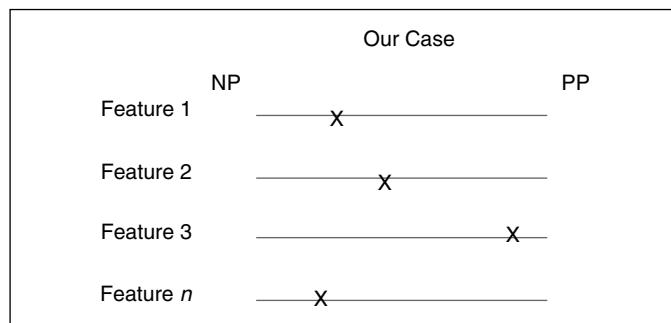 Our Case
NP PP
Feature 1
X
Feature 2
X
Feature 3
X
Feature n
X